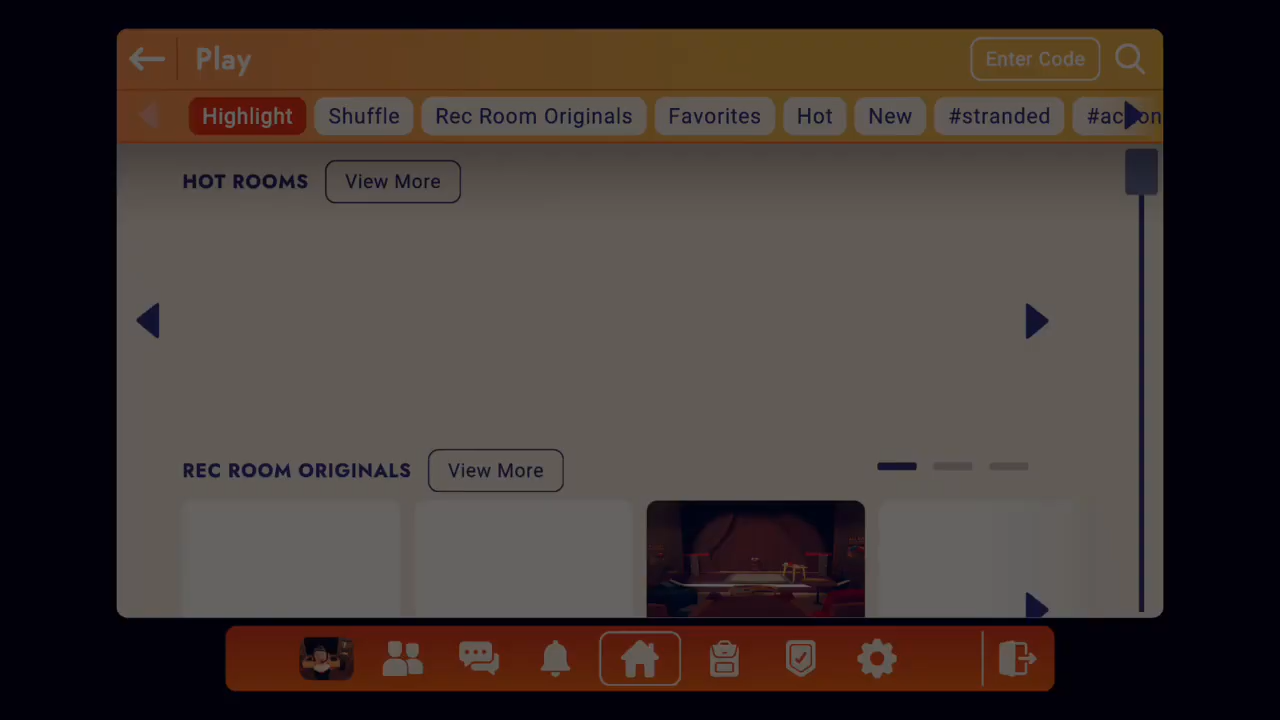 Play
Enter Code
Highlight
Shuffle
Rec Room Originals
Favorites
Hot
New
#stranded
HOT ROOMS
View More
REC ROOM ORIGINALS
View More